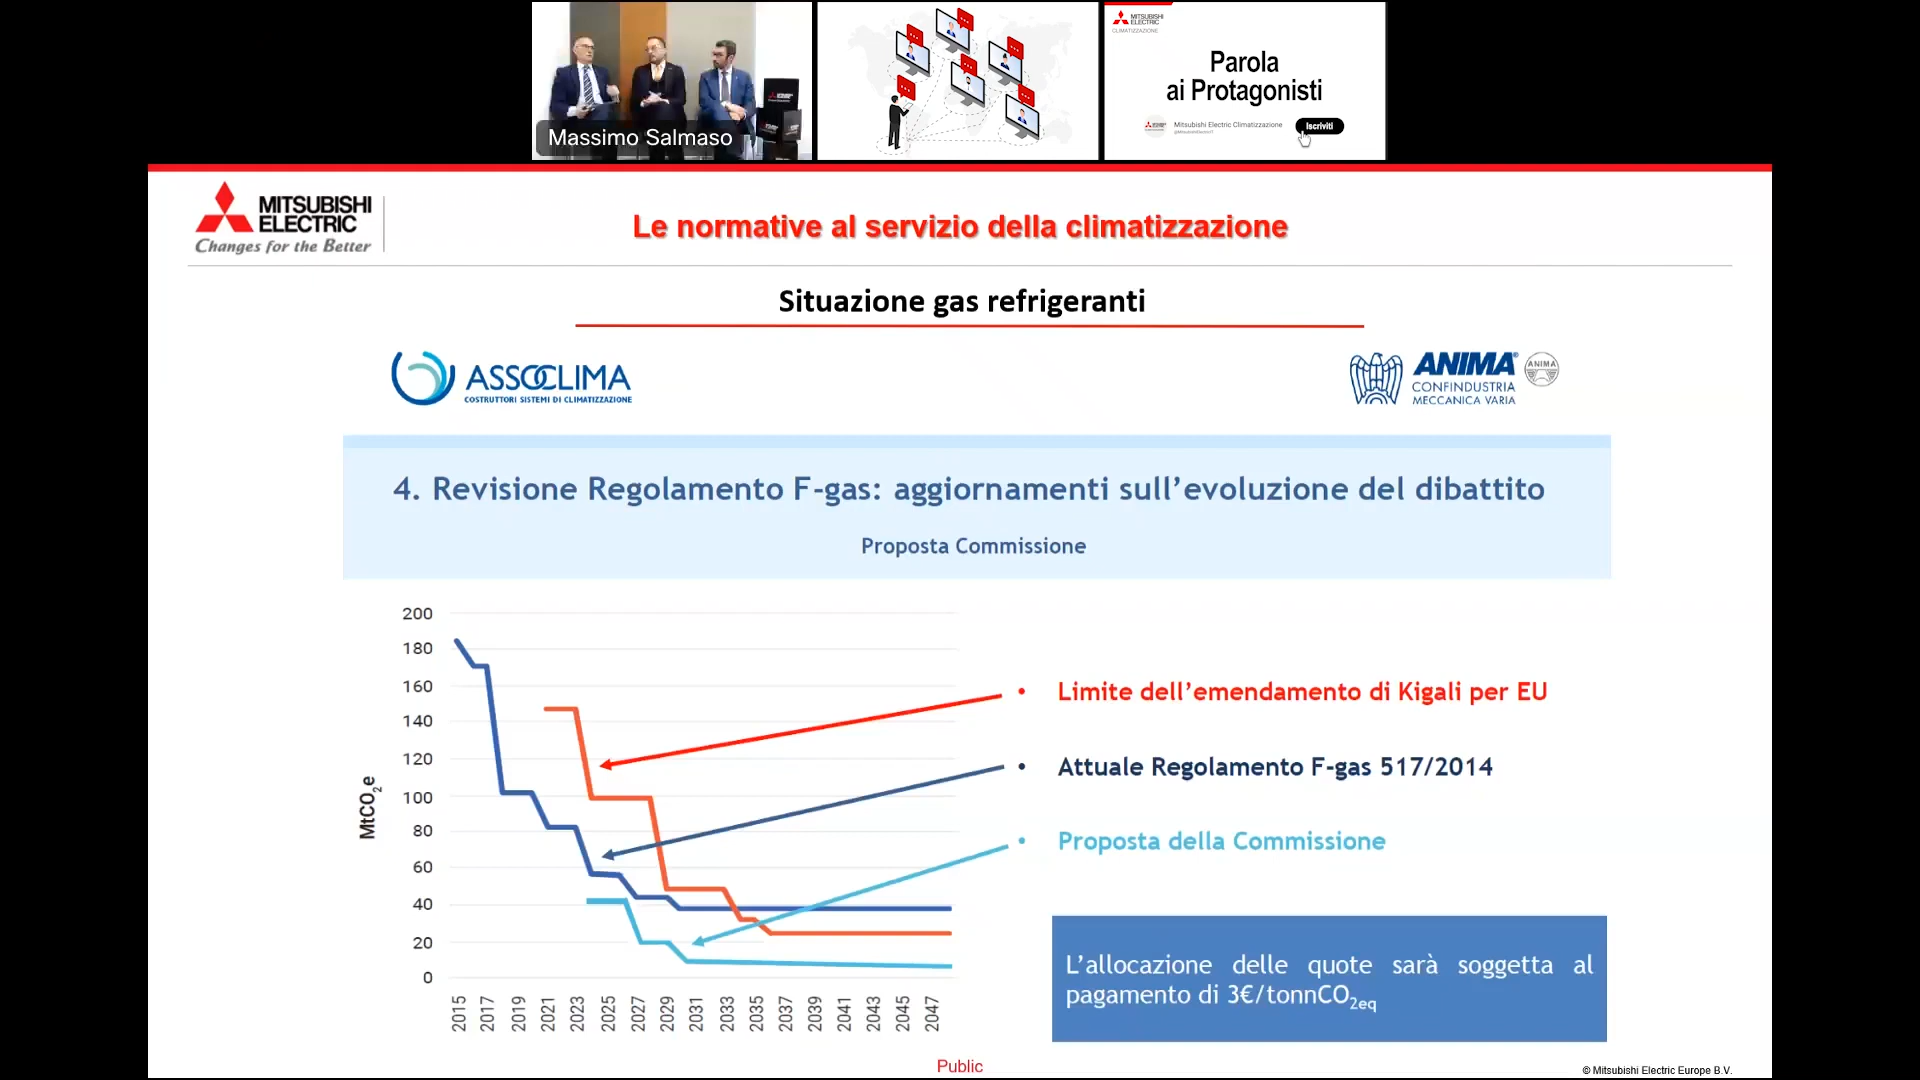 Massimo Salmaso
MITSUBISHI
ELECTRIC
CLIMATIZZAZIONE
Parola
ai Protagonisti
Mitsubishi Electric Climatizzazione
Iscriviti
MITSUBISHI
ELECTRIC
Changes for the Better
Le normative al servizio della climatizzazione
Situazione gas refrigeranti
ASSOCLIMA
COSTRUTTORI SISTEMI DI CLIMATIZZAZIONE
ANIMA®
CONFINDUSTRIA
MECCANICA VARIA
ANIMA
4. Revisione Regolamento F-gas: aggiornamenti sull’evoluzione del dibattito
Proposta Commissione
MtCO2e
200
180
160
140
120
100
80
60
40
20
0
2015 2017 2019 2021 2023 2025 2027 2029 2031 2033 2035 2037 2039 2041 2043 2045 2047
• Limite dell’emendamento di Kigali per EU
• Attuale Regolamento F-gas 517/2014
• Proposta della Commissione
L’allocazione delle quote sarà soggetta al
pagamento di 3€/tonnCO2eq
Public
© Mitsubishi Electric Europe B.V.